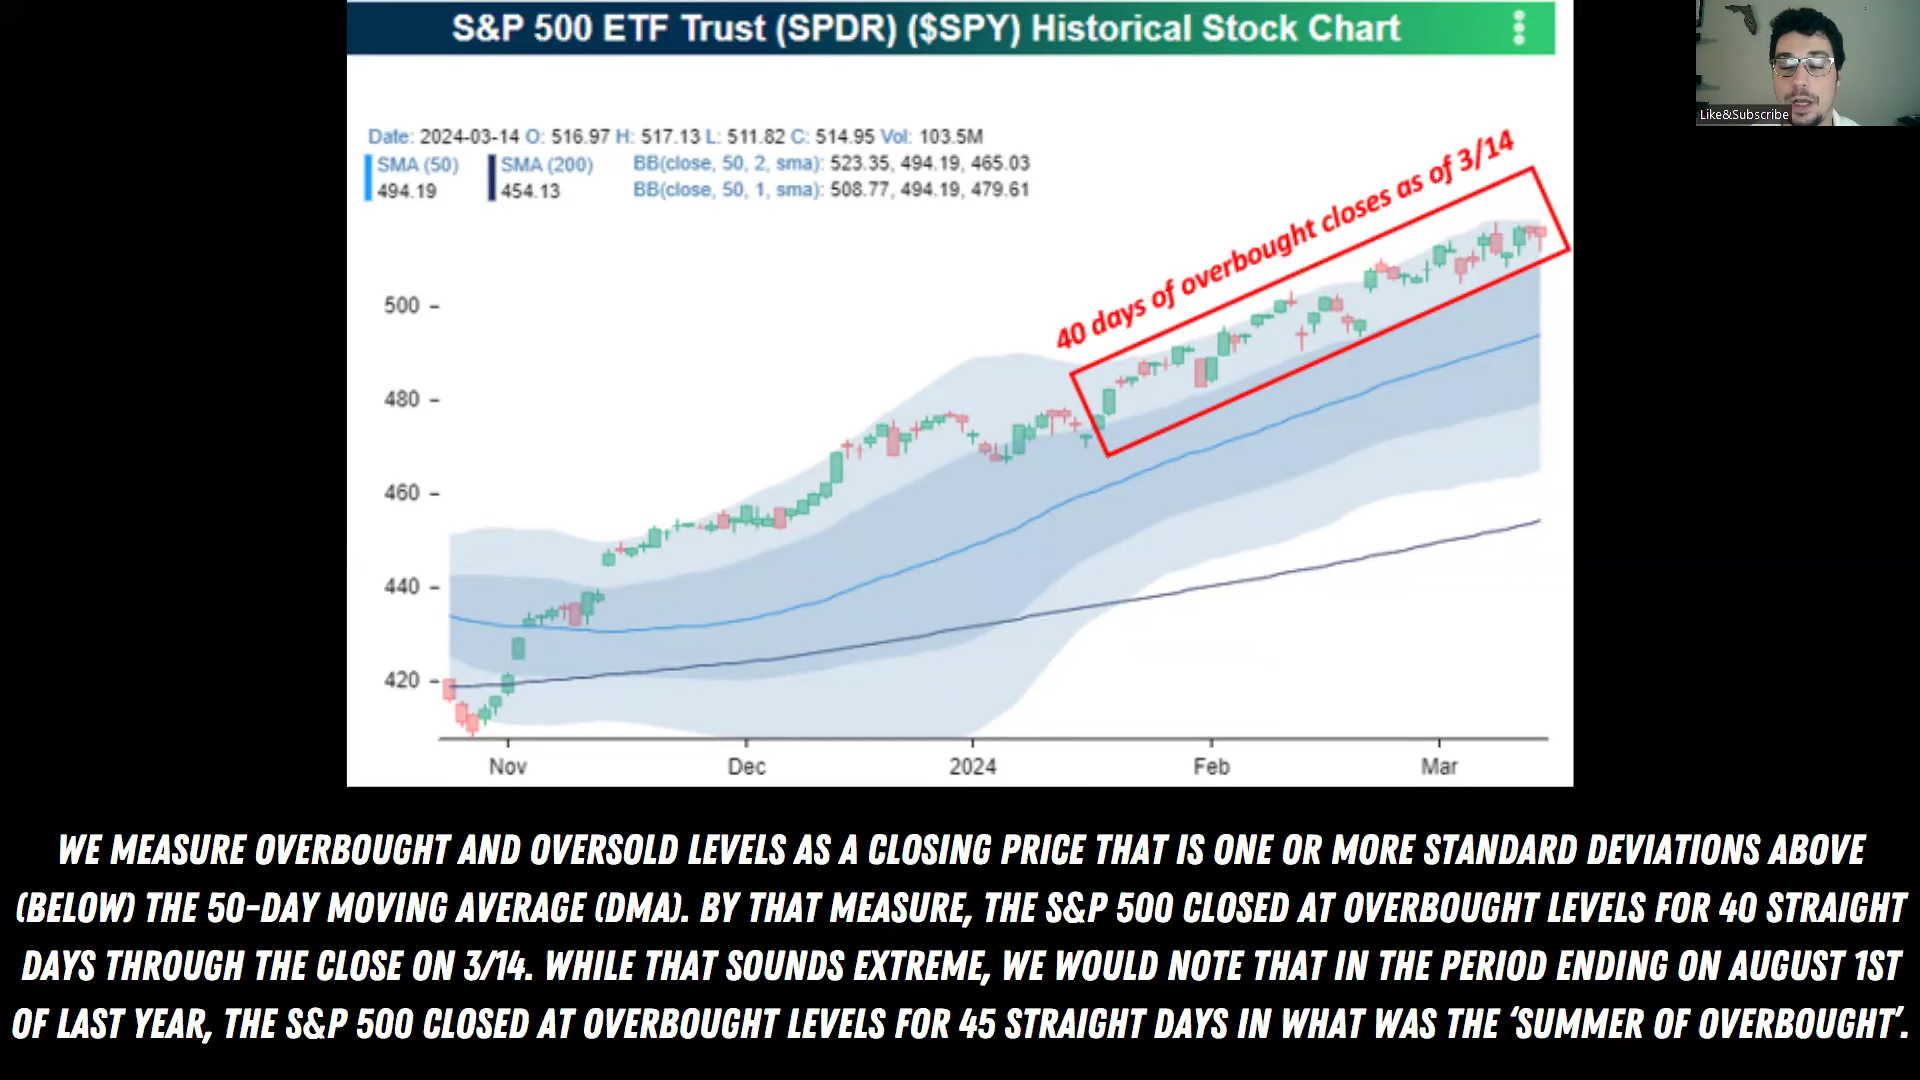 S&P 500 ETF Trust (SPDR) ($SPY) Historical Stock Chart
Like&Subscribe
Date: 2024-03-14 O: 516.97 H: 517.13 L: 511.82 C: 514.95 Vol: 103.5M
SMA (50) SMA (200) BB(close, 50, 2, sma): 523.35, 494.19, 465.03
494.19 454.13 BB(close, 50, 1, sma): 508.77, 494.19, 479.61
40 days of overbought closes as of 3/14
500
480
460
440
420
Nov Dec 2024 Feb Mar
WE MEASURE OVERBOUGHT AND OVERSOLD LEVELS AS A CLOSING PRICE THAT IS ONE OR MORE STANDARD DEVIATIONS ABOVE
(BELOW) THE 50-DAY MOVING AVERAGE (DMA). BY THAT MEASURE, THE S&P 500 CLOSED AT OVERBOUGHT LEVELS FOR 40 STRAIGHT
DAYS THROUGH THE CLOSE ON 3/14. WHILE THAT SOUNDS EXTREME, WE WOULD NOTE THAT IN THE PERIOD ENDING ON AUGUST 1ST
OF LAST YEAR, THE S&P 500 CLOSED AT OVERBOUGHT LEVELS FOR 45 STRAIGHT DAYS IN WHAT WAS THE ‘SUMMER OF OVERBOUGHT’.